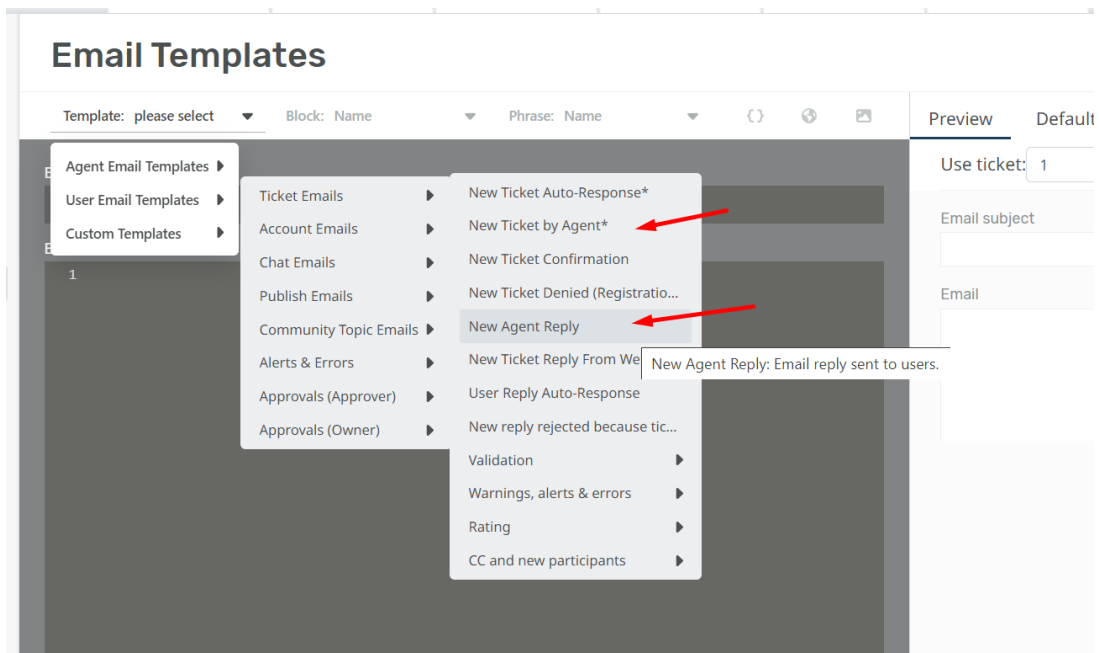 Email Templates
Template: please select
Block: Name
Phrase: Name
{}
Preview
Default
Use ticket: 1
Email subject
Email
Agent Email Templates
User Email Templates
Custom Templates
E
E
1
Ticket Emails
Account Emails
Chat Emails
Publish Emails
Community Topic Emails
Alerts & Errors
Approvals (Approver)
Approvals (Owner)
New Ticket Auto-Response*
New Ticket by Agent*
New Ticket Confirmation
New Ticket Denied (Registratio...
New Agent Reply
New Ticket Reply From We
New Agent Reply: Email reply sent to users.
User Reply Auto-Response
New reply rejected because tic...
Validation
Warnings, alerts & errors
Rating
CC and new participants